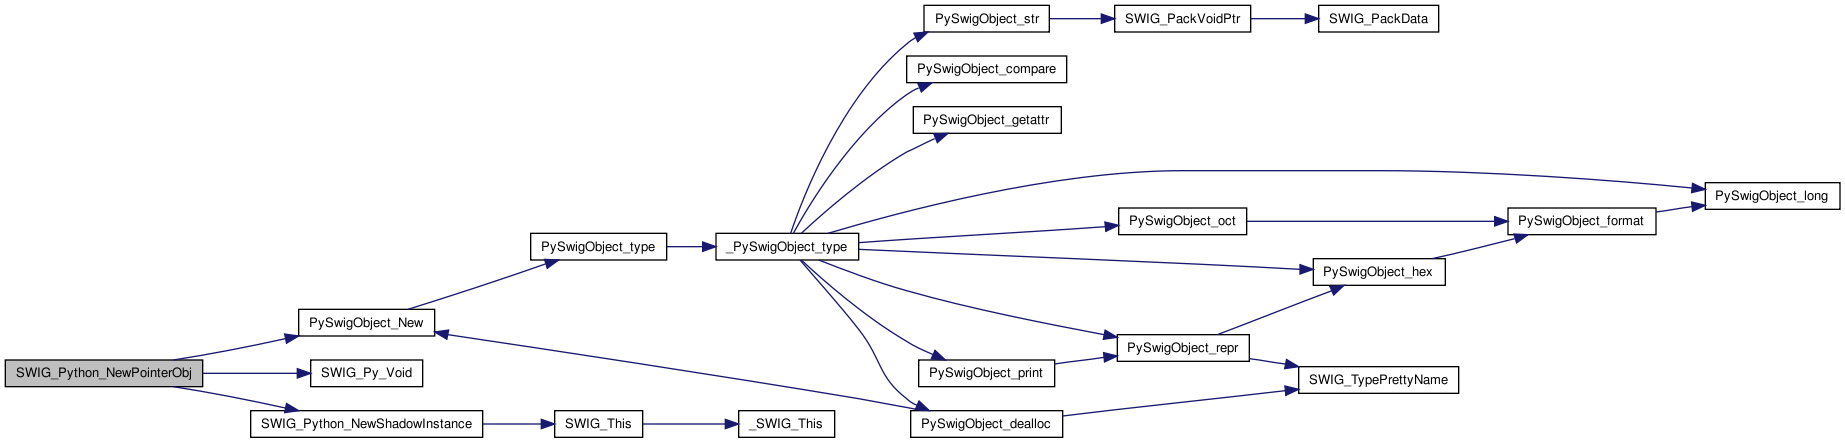 PySwigObject_str
SWIG_PackVoidPtr
SWIG_PackData
PySwigObject_compare
PySwigObject_getattr
PySwigObject_long
PySwigObject_oct
PySwigObject_format
PySwigObject_type
_PySwigObject_type
PySwigObject_hex
PySwigObject_New
PySwigObject_repr
SWIG_Python_NewPointerObj
SWIG_Py_Void
PySwigObject_print
SWIG_TypePrettyName
SWIG_Python_NewShadowInstance
SWIG_This
_SWIG_This
PySwigObject_dealloc